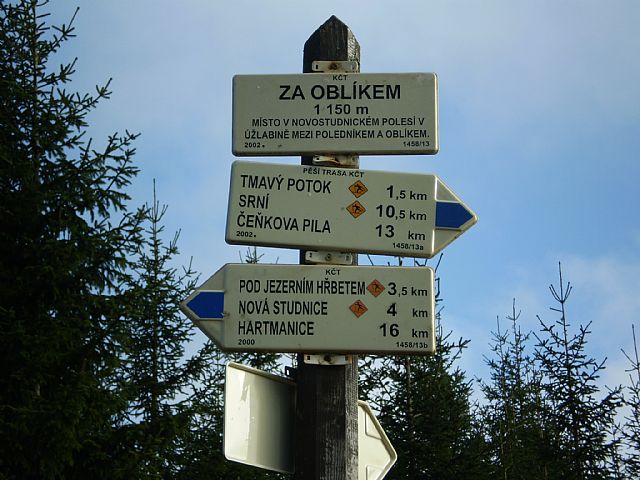 KČT
ZA OBLÍKEM
1 150 m
MÍSTO V NOVOSTUDNICKÉM POLESÍ V
ÚŽLABINĚ MEZI POLEDNÍKEM A OBLÍKEM.
2002 1458/13
PĚŠÍ TRASA KČT
TMAVÝ POTOK 1,5 km
SRNÍ 10,5 km
ČEŇKOVA PILA 13 km
2002 1458/13a
KČT
POD JEZERNÍM HŘBETEM 3,5 km
NOVÁ STUDNICE 4 km
HARTMANICE 16 km
2000 1458/13b